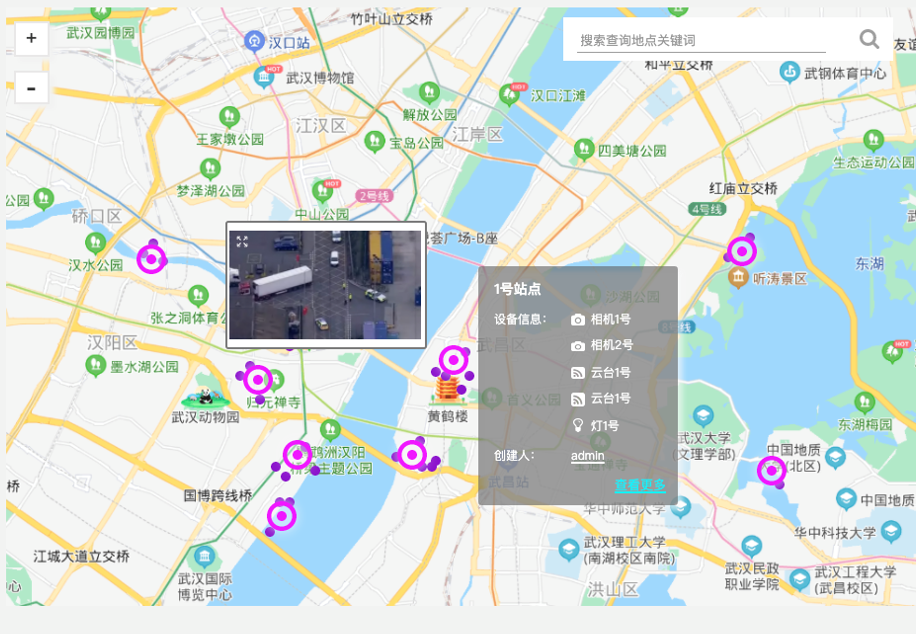 竹叶山立交桥
武汉园博园
+
汉口站
搜索查询地点关键词
友谊
和平立交桥
HOT
武汉博物馆
武钢体育中心
-
HOT
汉口江滩
解放公园
王家墩公园
江汉区
宝岛公园
江岸区
四美塘公园
生态运动公园
梦泽湖公园
HOT
2号线
红庙立交桥
公园
中山公园
4号线
硚口区
广场-B座
汉水公园
东湖
听涛景区
1号站点
沙湖公园
张之洞体育公
设备信息：
相机1号
号线
汉阳区
相机2号
武昌区
HOT
墨水湖公园
云台1号
归元禅寺
云台1号
首义公园
武汉动物园
黄鹤楼
灯1号
东湖梅园
武汉大学
(文理学部)
洲汉阳
主题公园
创建人：
admin
中国地质
(北区)
武昌站
查看更多
桥
国博跨线桥
中国地质
华中师范大学
华中科技大学
江城大道立交桥
武汉理工大学
(南湖校区南院)
武汉国际
博览中心
武汉民政
职业学院
武汉工程大学
(武昌校区)
心
洪山区